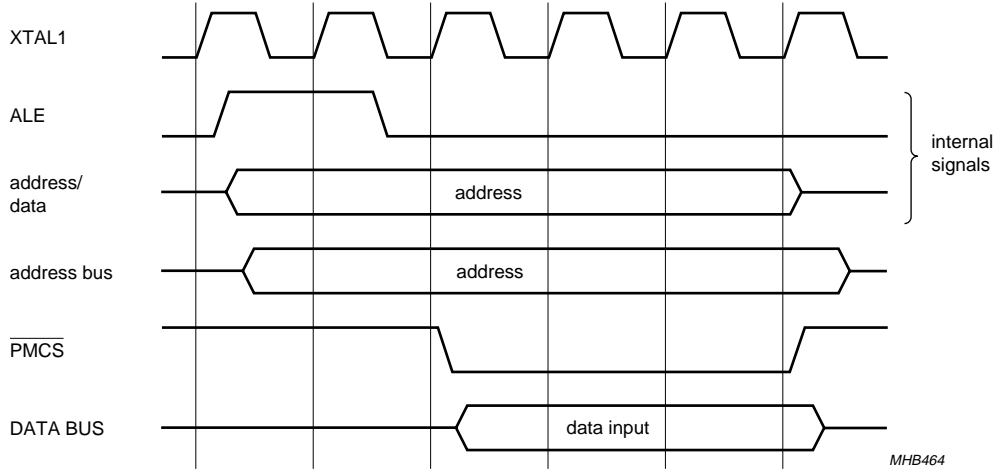 XTAL1
ALE
internal
signals
address/
data
address
address bus
address
PMCS
DATA BUS
data input
MHB464